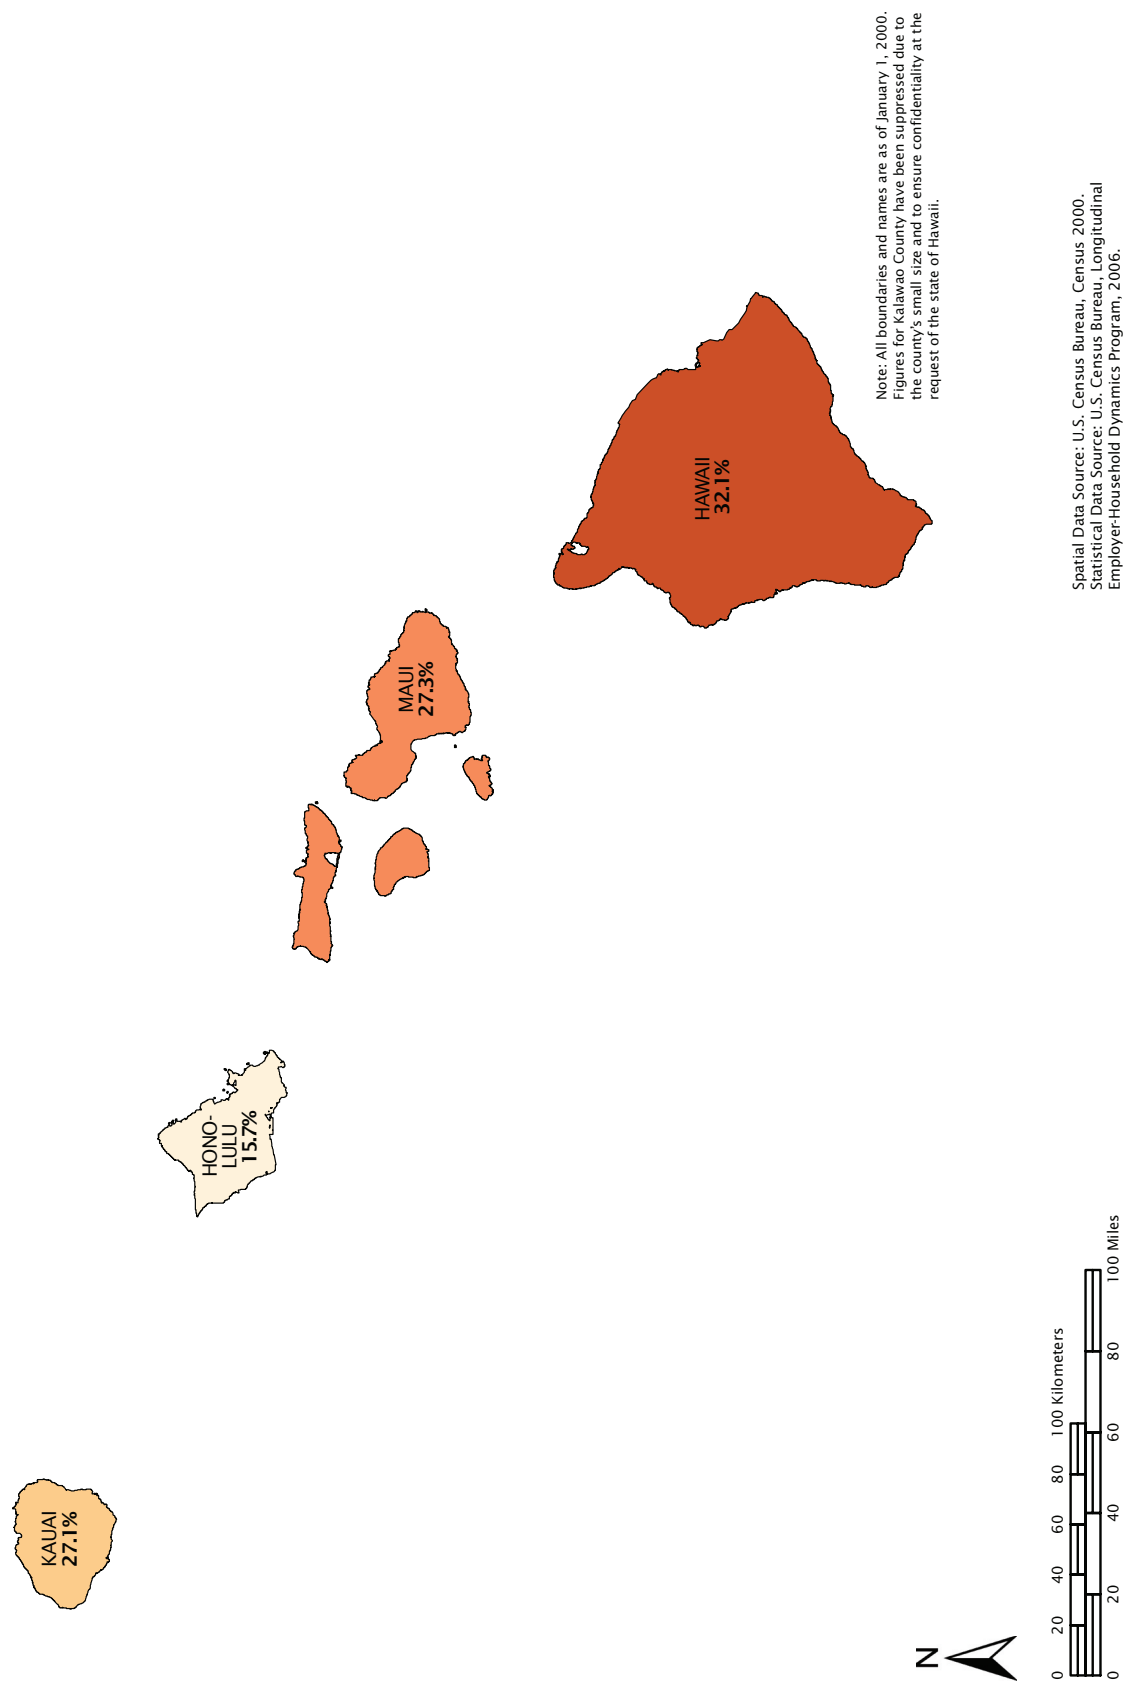 KAUAI
27.1%
HONO-
LULU
15.7%
MAUI
27.3%
HAWAII
32.1%
Note: All boundaries and names are as of January 1, 2000.
Figures for Kalawao County have been suppressed due to
the county's small size and to ensure confidentiality at the
request of the state of Hawaii.
N
0 20 40 60 80 100 Kilometers
0 20 40 60 80 100 Miles
Spatial Data Source: U.S. Census Bureau, Census 2000.
Statistical Data Source: U.S. Census Bureau, Longitudinal
Employer-Household Dynamics Program, 2006.